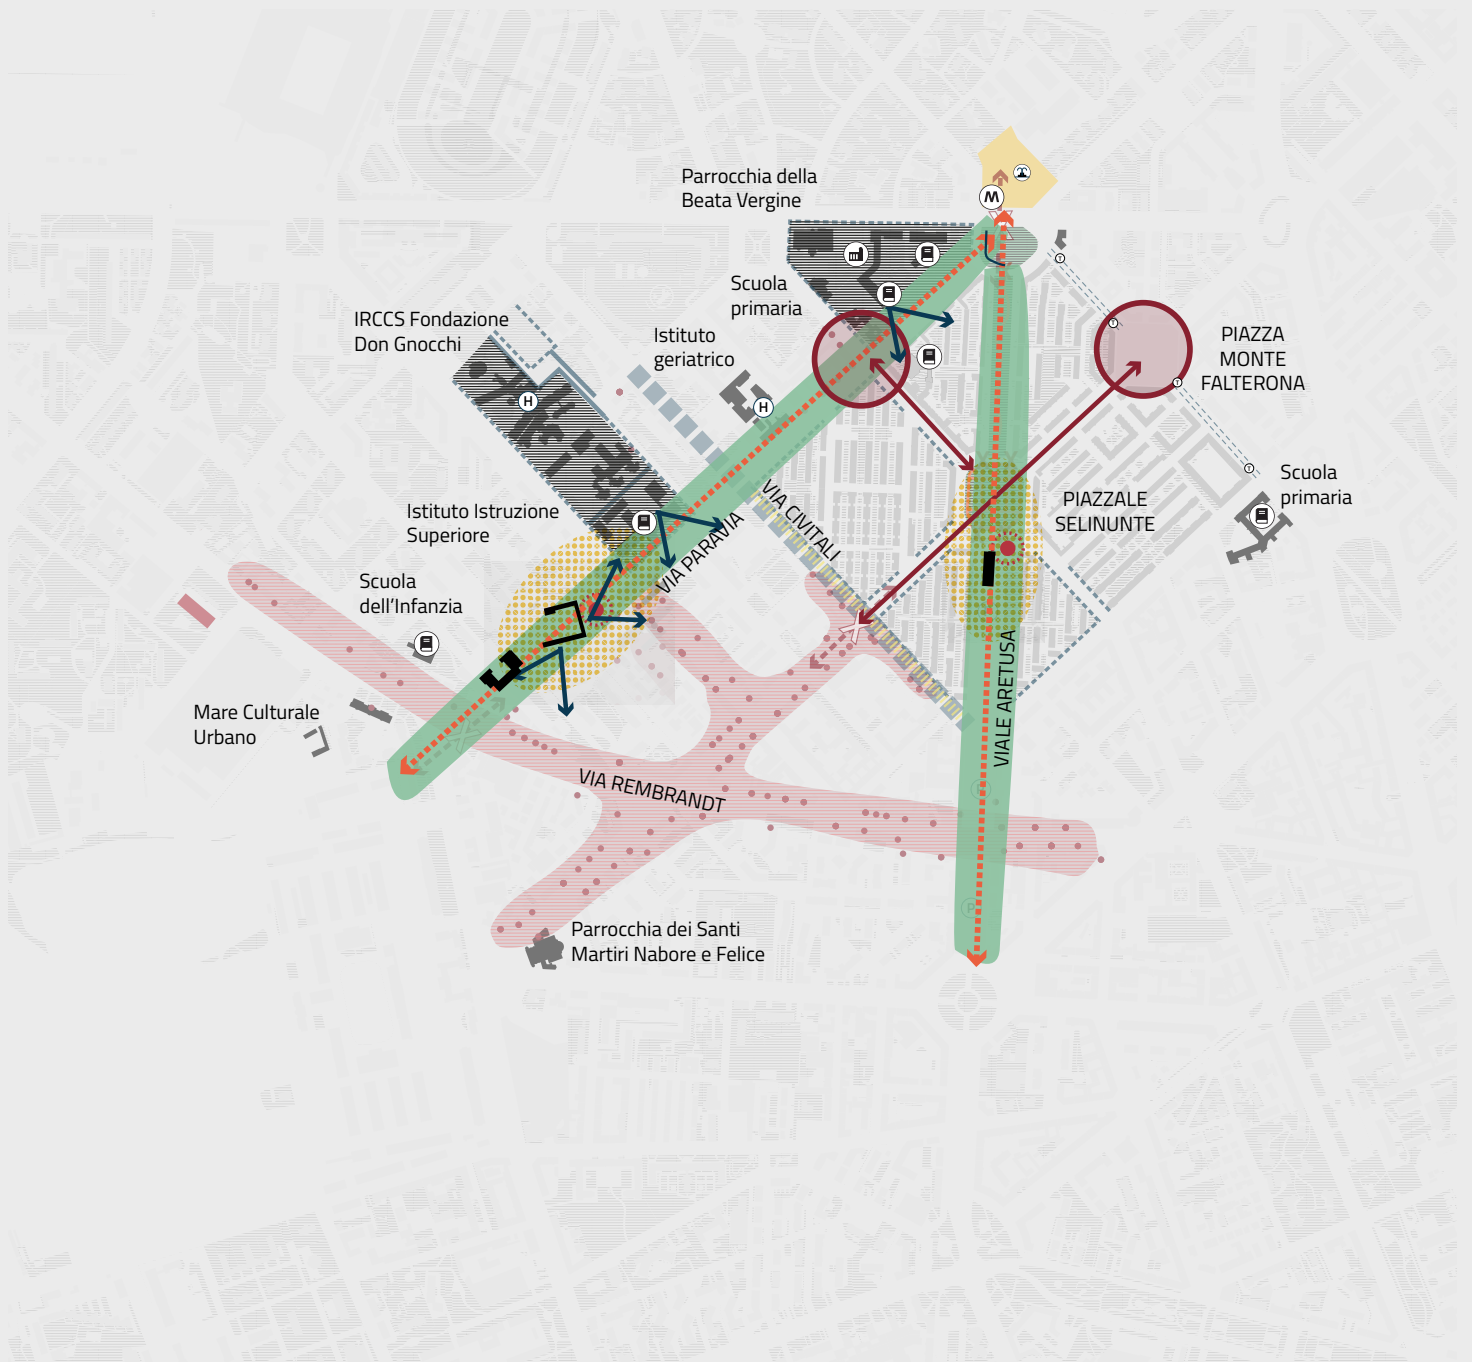 Parrocchia della
Beata Vergine
M
Scuola
primaria
IRCCS Fondazione
Don Gnocchi
H
Istituto
geriatrico
H
T
T
T
T
PIAZZA
MONTE
FALTERONA
Scuola
primaria
PIAZZALE
SELINUNTE
VIA CIVITALI
VIA PARAVIA
Istituto Istruzione
Superiore
Scuola
dell'Infanzia
Mare Culturale
Urbano
VIALE ARETUSA
VIA REMBRANDT
P
P
Parrocchia dei Santi
Martiri Nabore e Felice